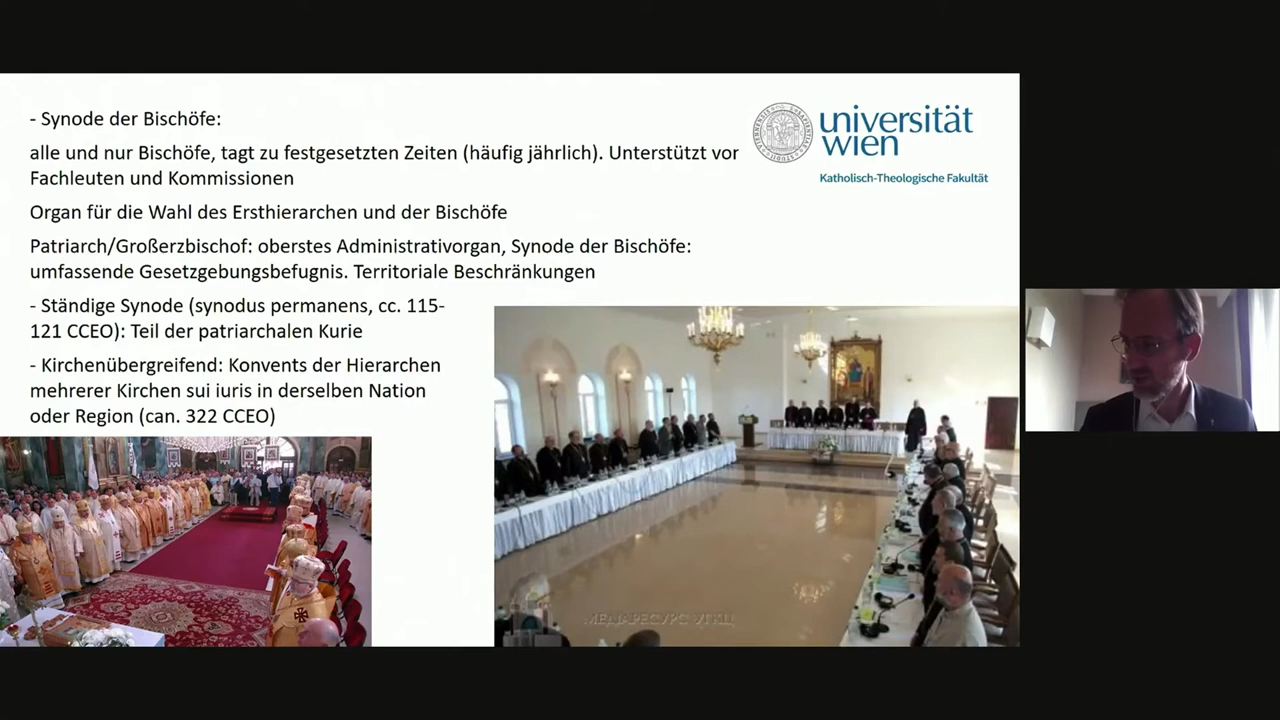 - Synode der Bischöfe:
alle und nur Bischöfe, tagt zu festgesetzten Zeiten (häufig jährlich). Unterstützt vor
Fachleuten und Kommissionen
Organ für die Wahl des Ersthierarchen und der Bischöfe
Patriarch/Großerzbischof: oberstes Administrativorgan, Synode der Bischöfe:
umfassende Gesetzgebungsbefugnis. Territoriale Beschränkungen
- Ständige Synode (synodus permanens, cc. 115-
121 CCEO): Teil der patriarchalen Kurie
- Kirchenübergreifend: Konvents der Hierarchen
mehrerer Kirchen sui iuris in derselben Nation
oder Region (can. 322 CCEO)
universität
wien
Katholisch-Theologische Fakultät
МЕДІАРЕСУРС УГКЦ